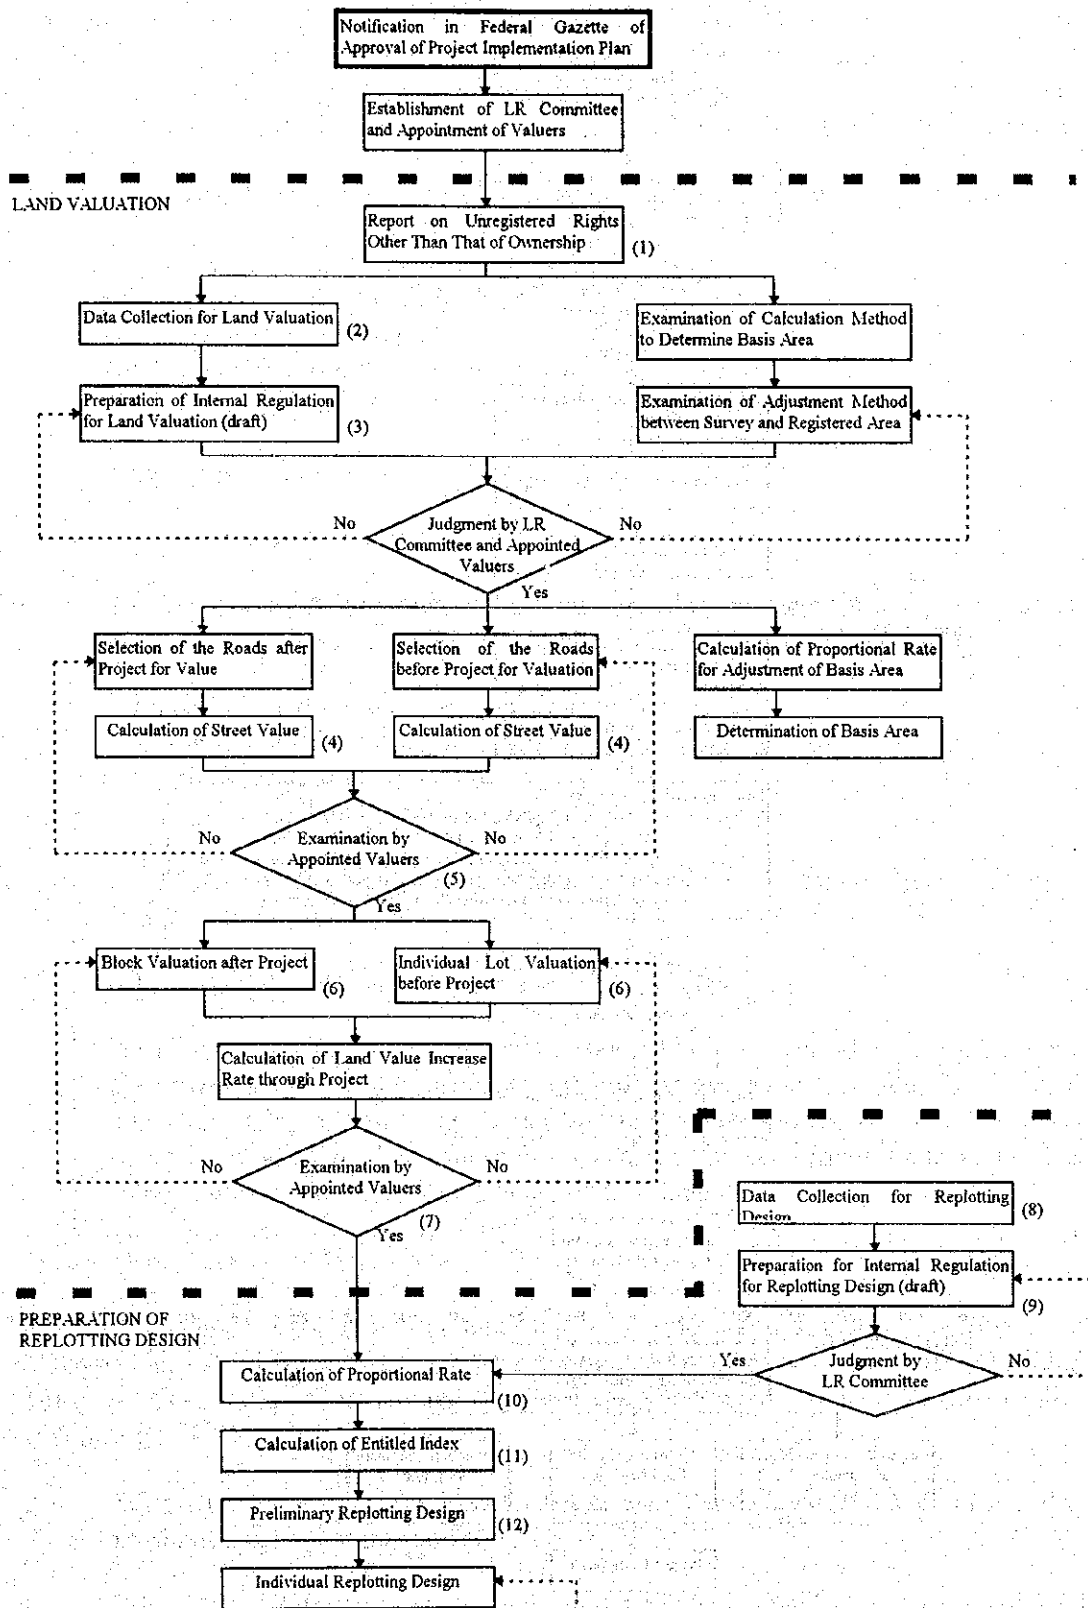 Notification in Federal Gazette of
Approval of Project Implementation Plan
Establishment of LR Committee
and Appointment of Valuers
LAND VALUATION
Report on Unregistered Rights
Other Than That of Ownership
(1)
Data Collection for Land Valuation
(2)
Examination of Calculation Method
to Determine Basis Area
Preparation of Internal Regulation
for Land Valuation (draft)
(3)
Examination of Adjustment Method
between Survey and Registered Area
No
Judgment by LR
Committee and Appointed
Valuers
No
Yes
Selection of the Roads after
Project for Value
Selection of the Roads
before Project for Valuation
Calculation of Proportional Rate
for Adjustment of Basis Area
Calculation of Street Value
(4)
Calculation of Street Value
(4)
Determination of Basis Area
No
Examination by
Appointed Valuers
No
(5)
Yes
Block Valuation after Project
(6)
Individual Lot Valuation
before Project
(6)
Calculation of Land Value Increase
Rate through Project
No
Examination by
Appointed Valuers
No
(7)
Yes
Data Collection for Replotting
Design
(8)
Preparation for Internal Regulation
for Replotting Design (draft)
(9)
PREPARATION OF
REPLOTTING DESIGN
Yes
Judgment by
LR Committee
No
Calculation of Proportional Rate
(10)
Calculation of Entitled Index
(11)
Preliminary Replotting Design
(12)
Individual Replotting Design